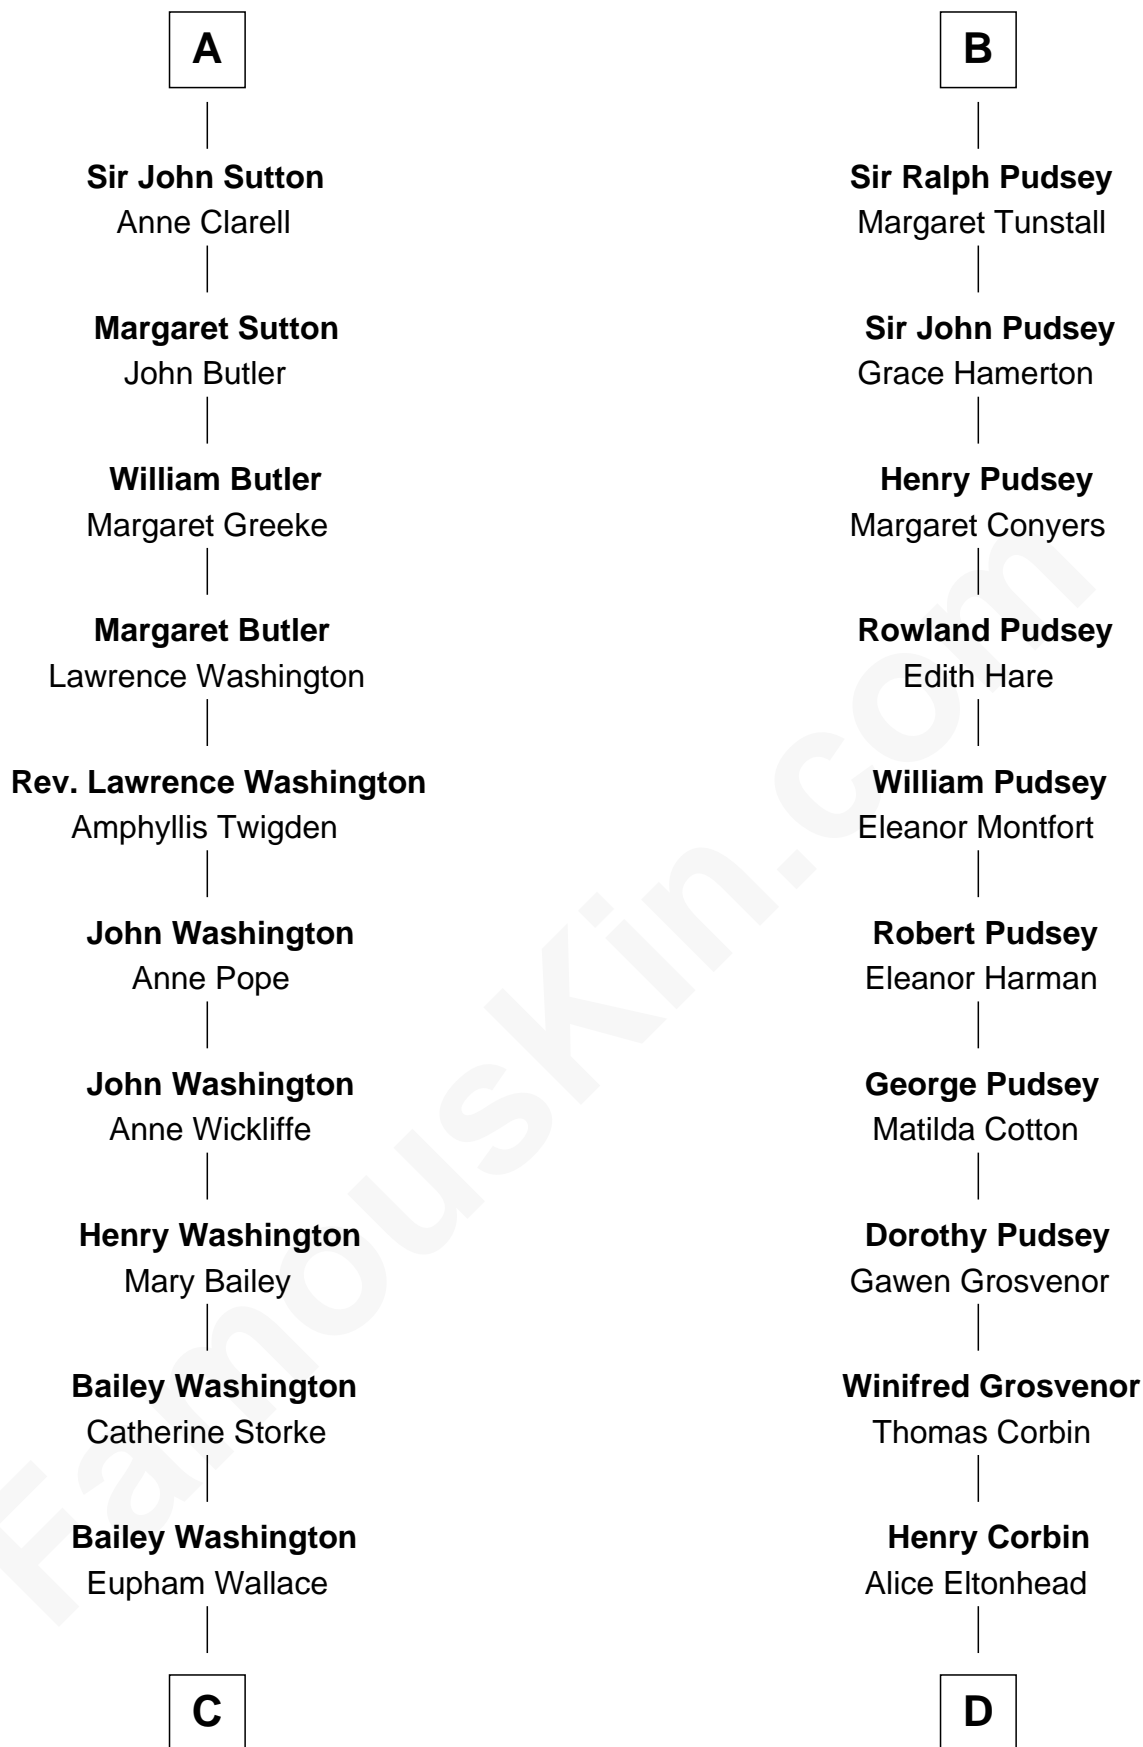 A
Sir John Sutton
Anne Clarell
Margaret Sutton
John Butler
William Butler
Margaret Greeke
Margaret Butler
Lawrence Washington
Rev. Lawrence Washington
Amphyllis Twigden
John Washington
Anne Pope
John Washington
Anne Wickliffe
Henry Washington
Mary Bailey
Bailey Washington
Catherine Storke
Bailey Washington
Eupham Wallace
C
B
Sir Ralph Pudsey
Margaret Tunstall
Sir John Pudsey
Grace Hamerton
Henry Pudsey
Margaret Conyers
Rowland Pudsey
Edith Hare
William Pudsey
Eleanor Montfort
Robert Pudsey
Eleanor Harman
George Pudsey
Matilda Cotton
Dorothy Pudsey
Gawen Grosvenor
Winifred Grosvenor
Thomas Corbin
Henry Corbin
Alice Eltonhead
D
FamousKin.com